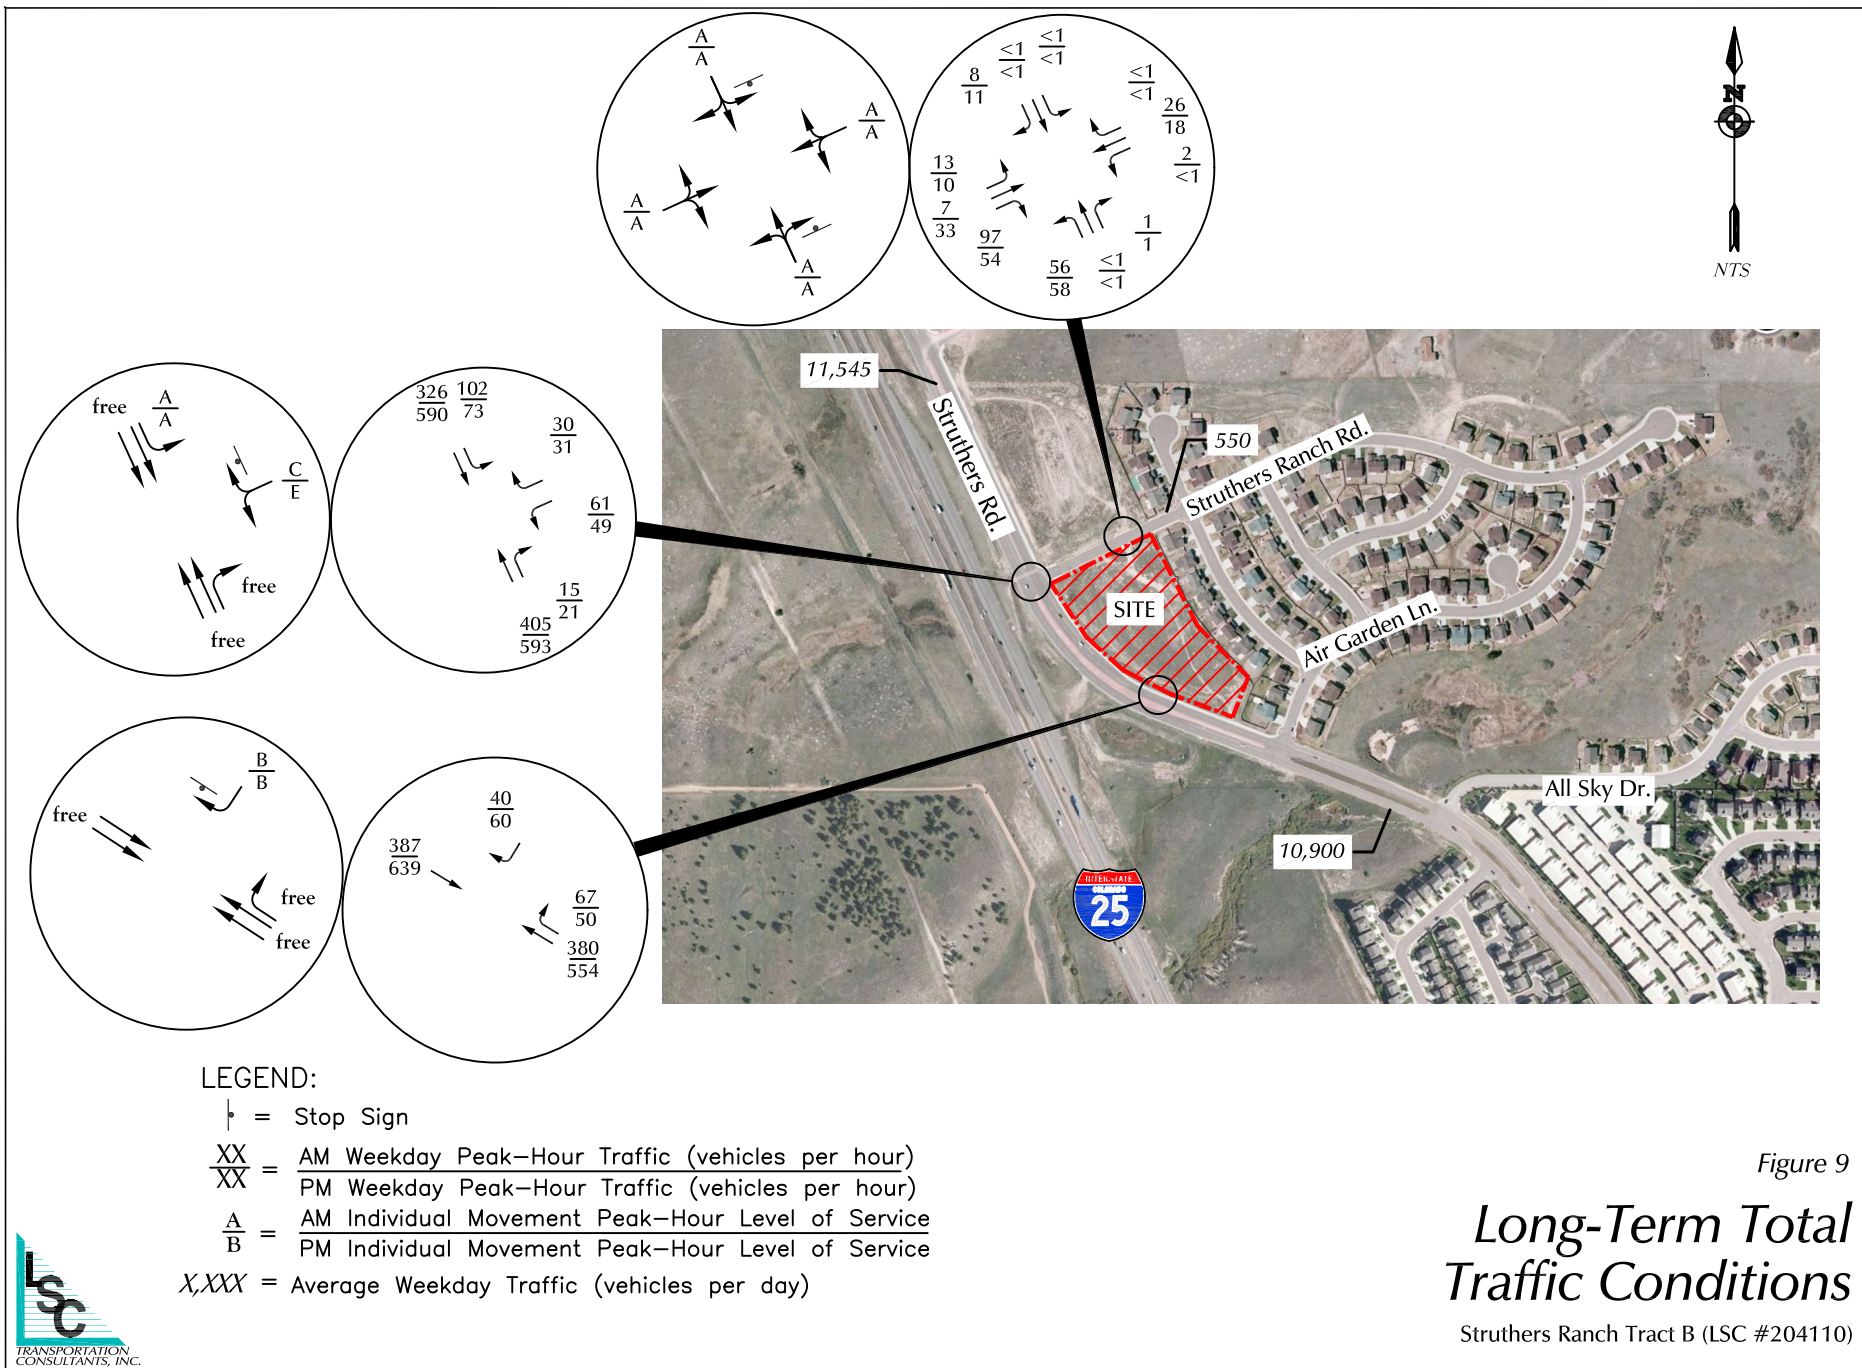 A
A
A
A
A
A
A
A
<1
<1
<1
<1
8
11
<1
<1
26
18
2
<1
13
10
7
33
97
54
1
1
<1
<1
56
58
N
NTS
free
A
A
C
E
free
free
326
590
102
73
30
31
61
49
15
21
405
593
11,545
Struthers Rd.
550
Struthers Ranch Rd.
SITE
Air Garden Ln.
All Sky Dr.
10,900
INTERSTATE
COLORADO
25
B
B
free
free
free
40
60
387
639
67
50
380
554
LEGEND:
= Stop Sign
XX
XX
=
AM Weekday Peak-Hour Traffic (vehicles per hour)
PM Weekday Peak-Hour Traffic (vehicles per hour)
A
B
=
AM Individual Movement Peak-Hour Level of Service
PM Individual Movement Peak-Hour Level of Service
X,XXX = Average Weekday Traffic (vehicles per day)
LSC
TRANSPORTATION
CONSULTANTS, INC.
Figure 9
Long-Term Total
Traffic Conditions
Struthers Ranch Tract B (LSC #204110)